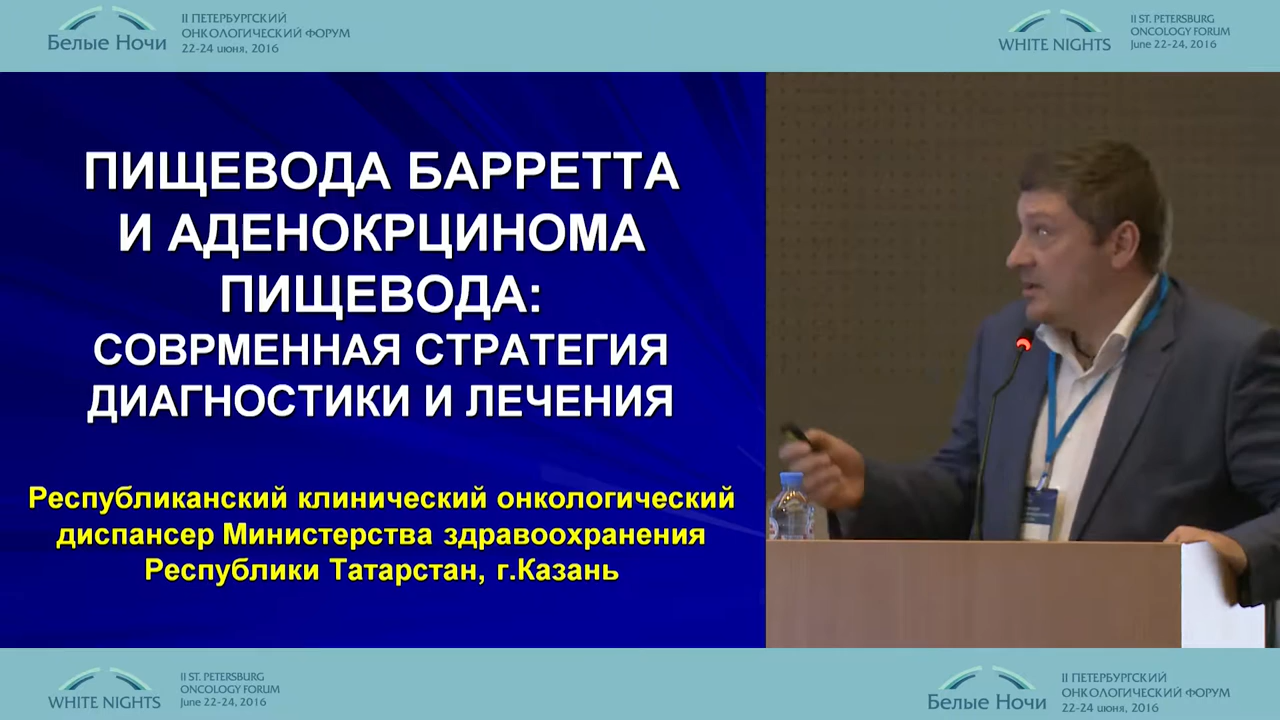 Белые Ночи
II ПЕТЕРБУРГСКИЙ
ОНКОЛОГИЧЕСКИЙ ФОРУМ
22-24 июня, 2016
WHITE NIGHTS
II ST. PETERSBURG
ONCOLOGY FORUM
June 22-24, 2016
ПИЩЕВОДА БАРРЕТТА
И АДЕНОКРЦИНОМА
ПИЩЕВОДА:
СОВРМЕННАЯ СТРАТЕГИЯ
ДИАГНОСТИКИ И ЛЕЧЕНИЯ
Республиканский клинический онкологический
диспансер Министерства здравоохранения
Республики Татарстан, г.Казань
WHITE NIGHTS
II ST. PETERSBURG
ONCOLOGY FORUM
June 22-24, 2016
Белые Ночи
II ПЕТЕРБУРГСКИЙ
ОНКОЛОГИЧЕСКИЙ ФОРУМ
22-24 июня, 2016